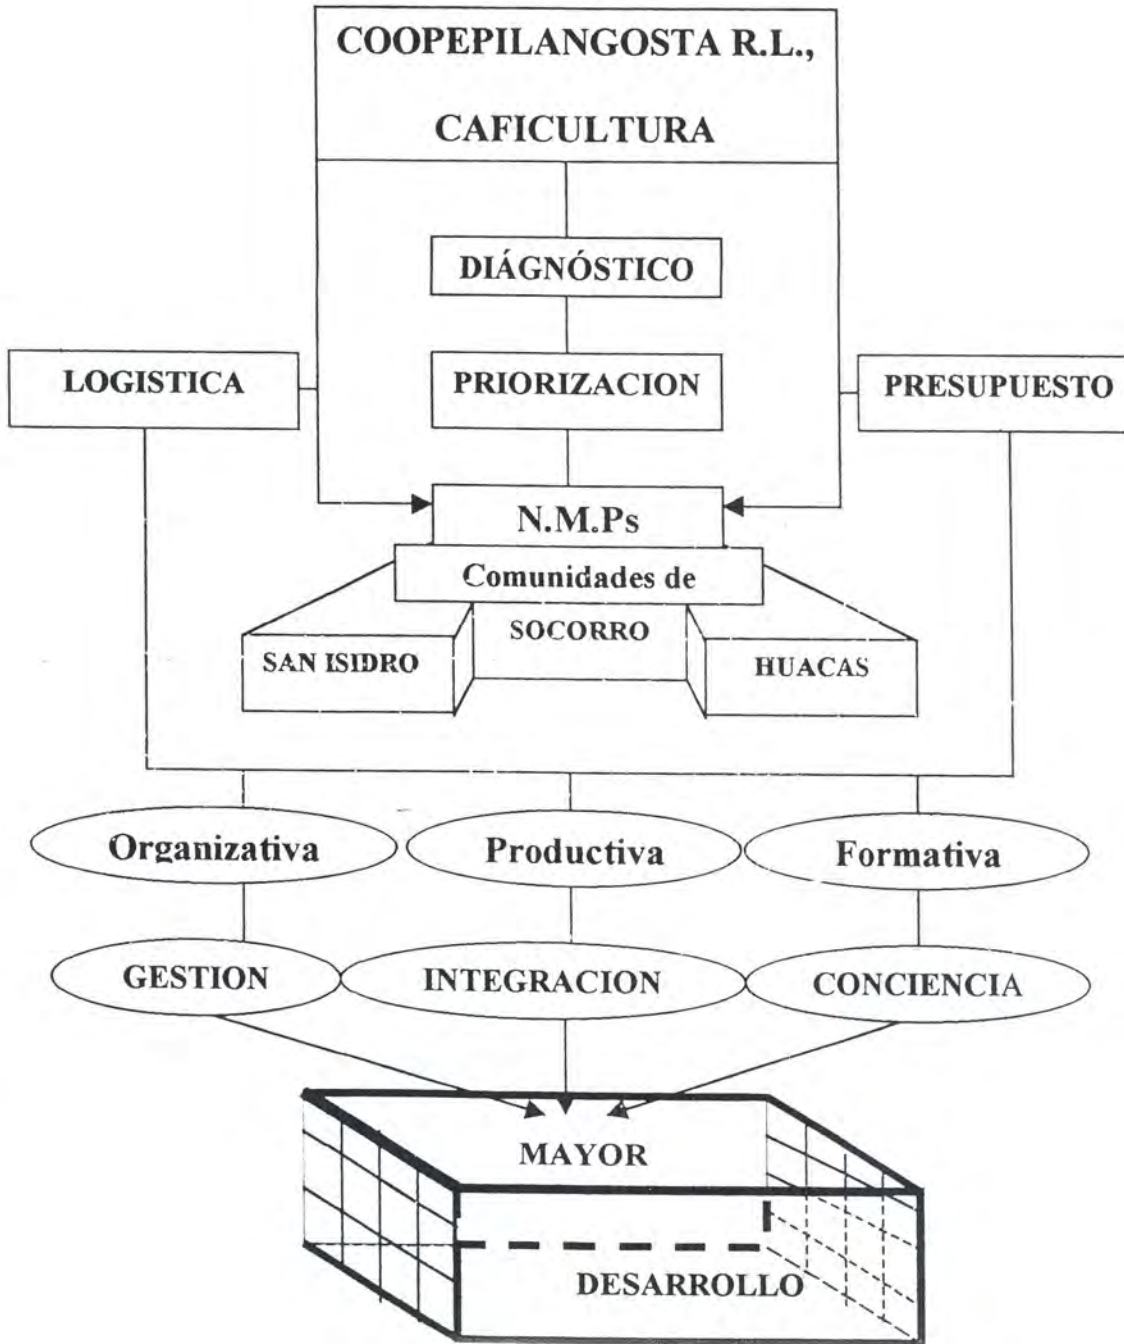 COOPEPILANGOSTA R.L.,
CAFICULTURA
DIÁGNÓSTICO
LOGISTICA
PRIORIZACION
PRESUPUESTO
N.M.Ps
Comunidades de
SOCORRO
SAN ISIDRO
HUACAS
Organizativa
Productiva
Formativa
GESTION
INTEGRACION
CONCIENCIA
MAYOR
DESARROLLO